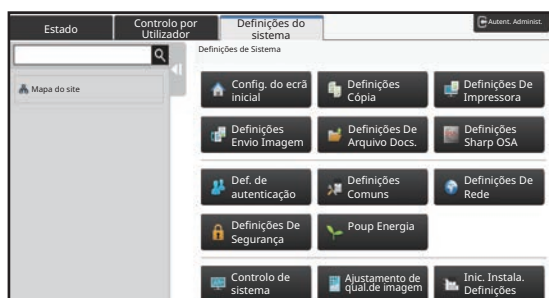 Estado
Controlo por
Utilizador
Definições do
sistema
Autent. Administ.
Definições de Sistema
Mapa do site
Config. do ecrã
inicial
Definições
Cópia
Definições De
Impressora
Definições
Envio Imagem
Definições De
Arquivo Docs.
Definições
Sharp OSA
Def. de
autenticação
Definições
Comuns
Definições De
Rede
Definições De
Segurança
Poup Energia
Controlo de
sistema
Ajustamento de
qual.de imagem
Inic. Instala.
Definições